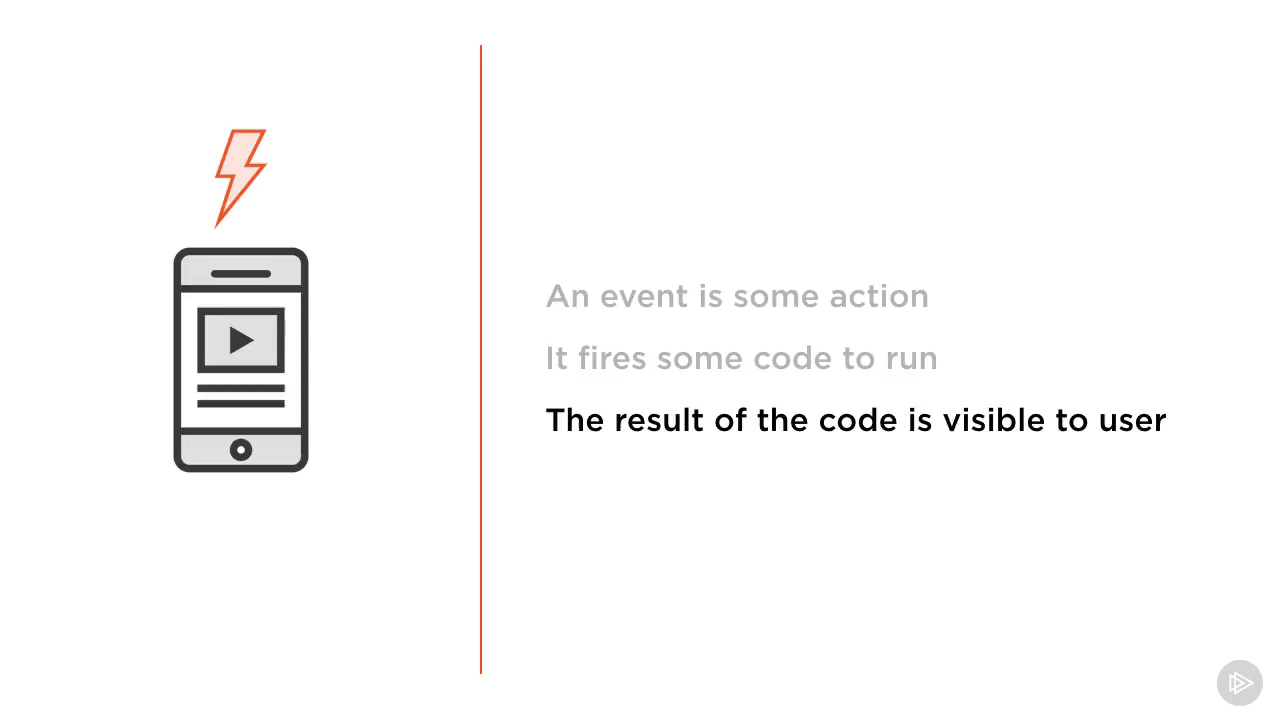 An event is some action
It fires some code to run
The result of the code is visible to user